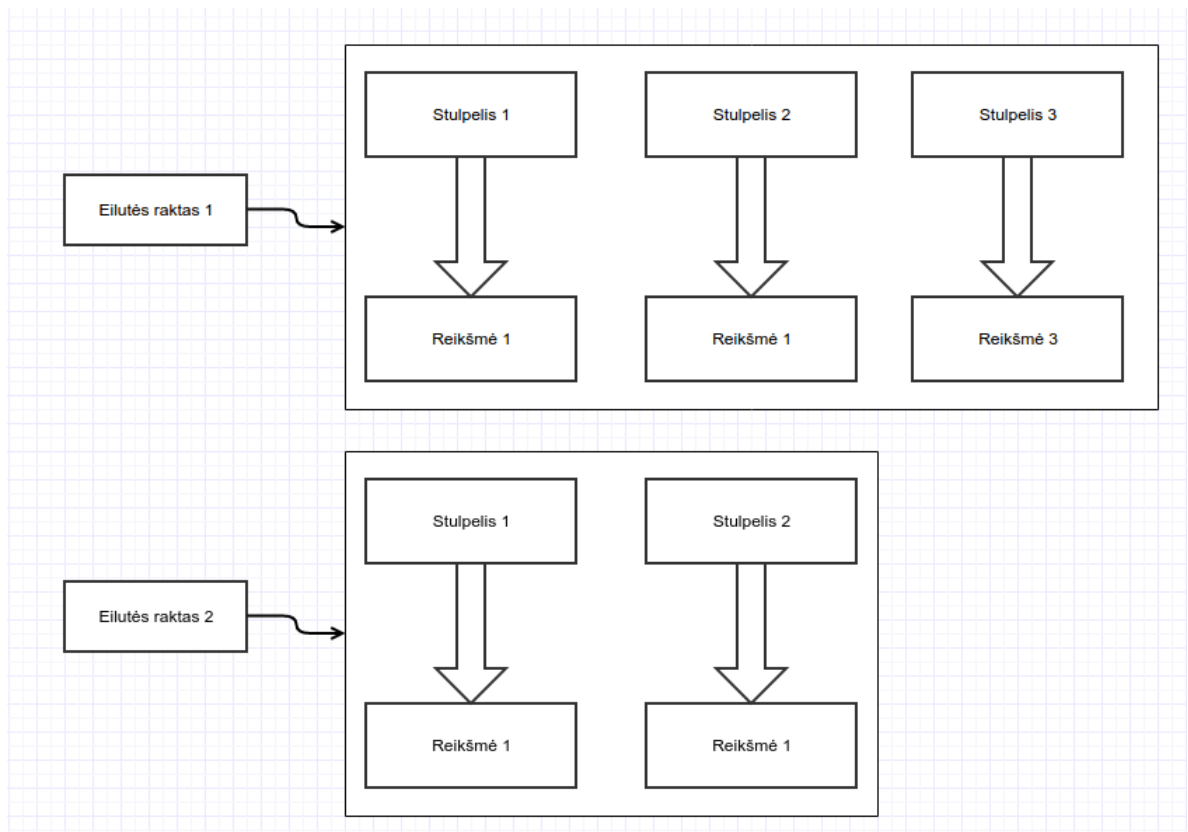 Stulpelis 1
Stulpelis 2
Stulpelis 3
Eilutės raktas 1
Reikšmė 1
Reikšmė 1
Reikšmė 3
Stulpelis 1
Stulpelis 2
Eilutės raktas 2
Reikšmė 1
Reikšmė 1